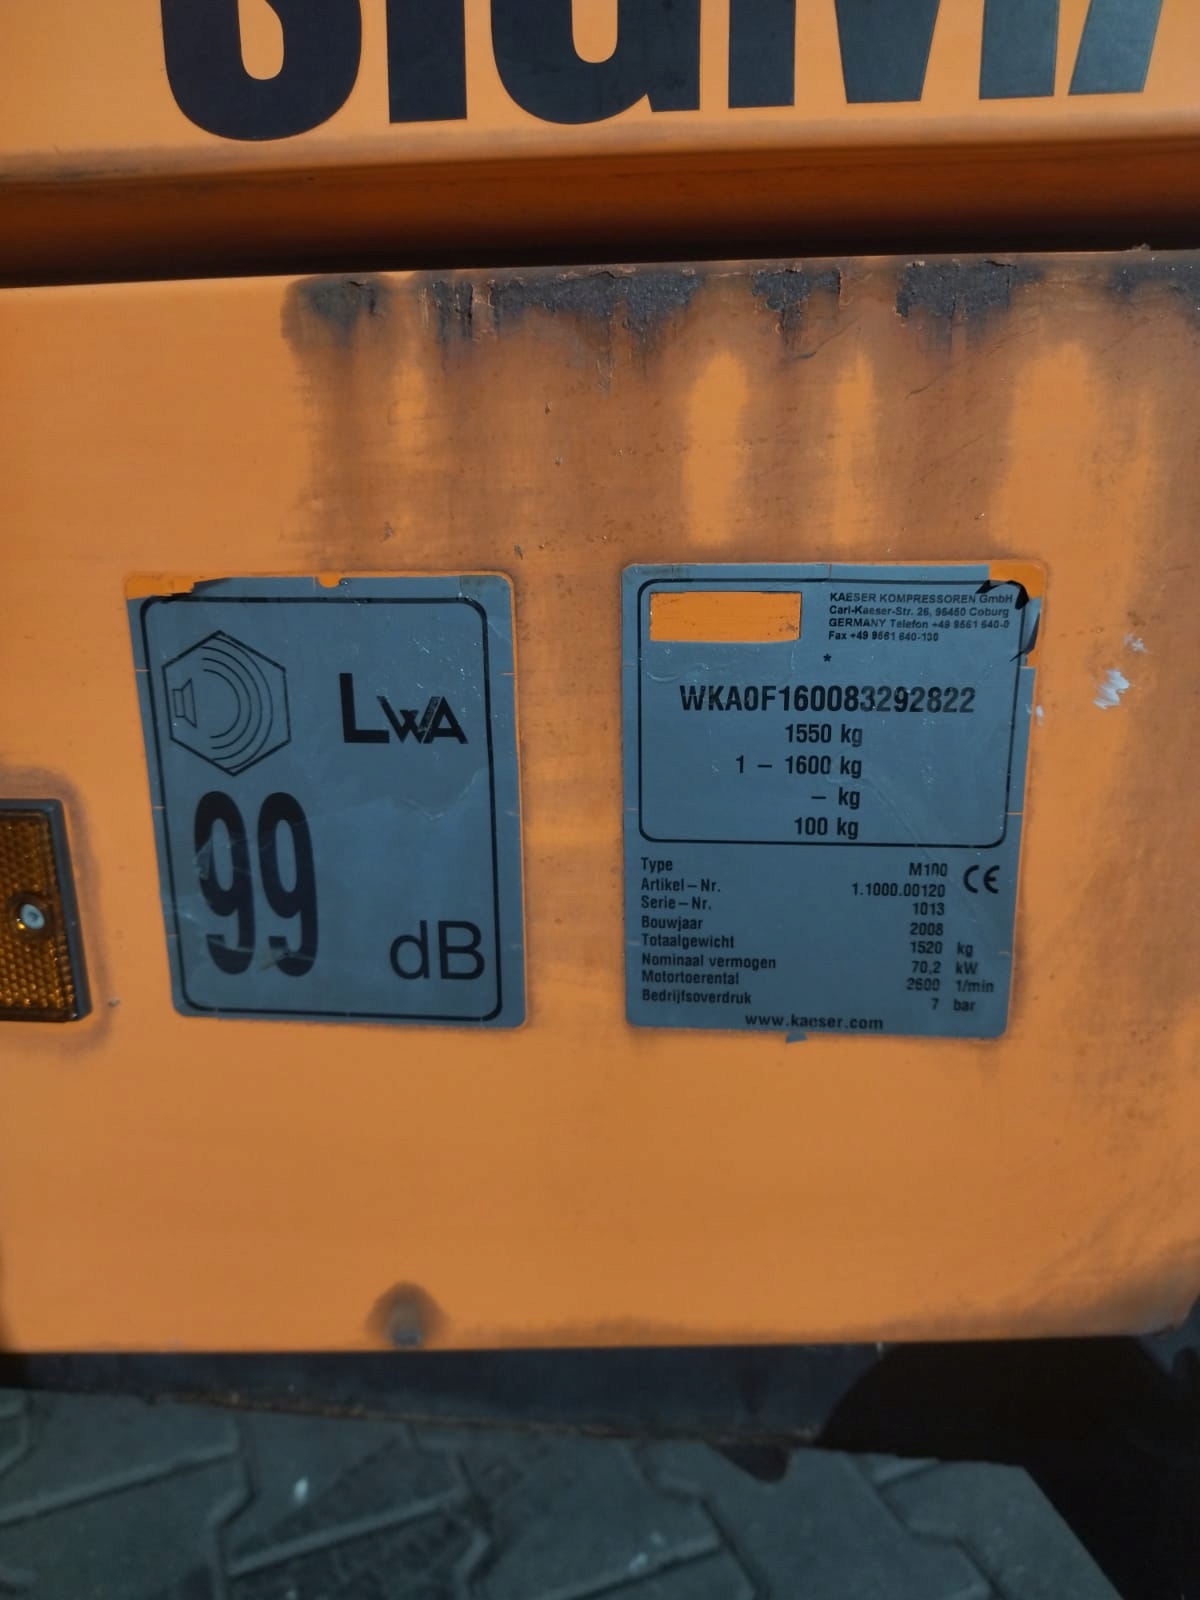 SIGMA
KAESER KOMPRESSOREN GmbH
Carl-Kaeser-Str. 26, 96450 Coburg
GERMANY Telefon +49 9561 640-0
Fax +49 9561 640-130
*
WKA0F160083292822
1550 kg
1 – 1600 kg
– kg
100 kg
LWA
99
dB
Type M100 CE
Artikel – Nr. 1.1000.00120
Serie – Nr. 1013
Bouwjaar 2008
Totaalgewicht 1520 kg
Nominaal vermogen 70,2 kW
Motortoerental 2600 1/min
Bedrijfsoverdruk 7 bar
www.kaeser.com